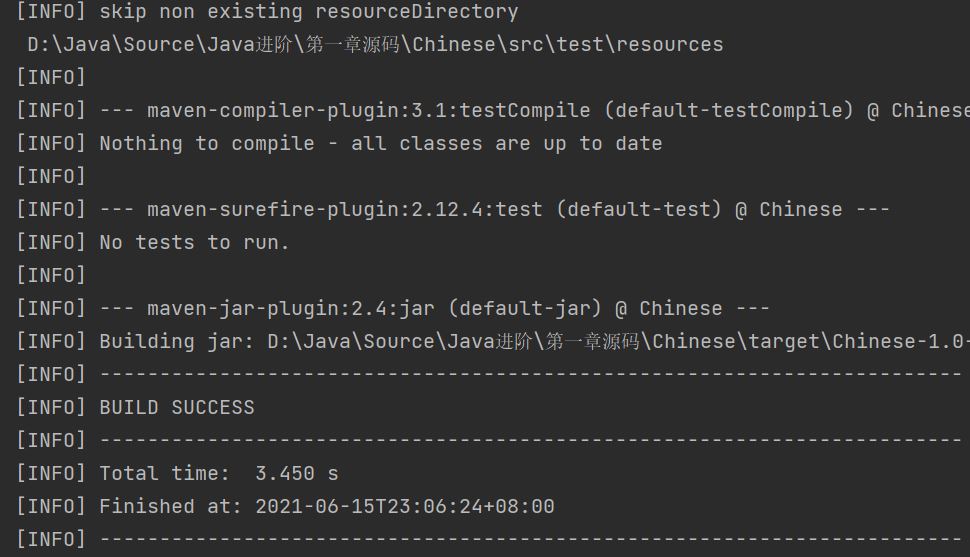 [INFO] skip non existing resourceDirectory
D:\Java\Source\Java进阶\第一章源码\Chinese\src\test\resources
[INFO]
[INFO] --- maven-compiler-plugin:3.1:testCompile (default-testCompile) @ Chinese
[INFO] Nothing to compile - all classes are up to date
[INFO]
[INFO] --- maven-surefire-plugin:2.12.4:test (default-test) @ Chinese ---
[INFO] No tests to run.
[INFO]
[INFO] --- maven-jar-plugin:2.4:jar (default-jar) @ Chinese ---
[INFO] Building jar: D:\Java\Source\Java进阶\第一章源码\Chinese\target\Chinese-1.0-
[INFO] ------------------------------------------------------------------------
[INFO] BUILD SUCCESS
[INFO] ------------------------------------------------------------------------
[INFO] Total time:  3.450 s
[INFO] Finished at: 2021-06-15T23:06:24+08:00
[INFO] ------------------------------------------------------------------------